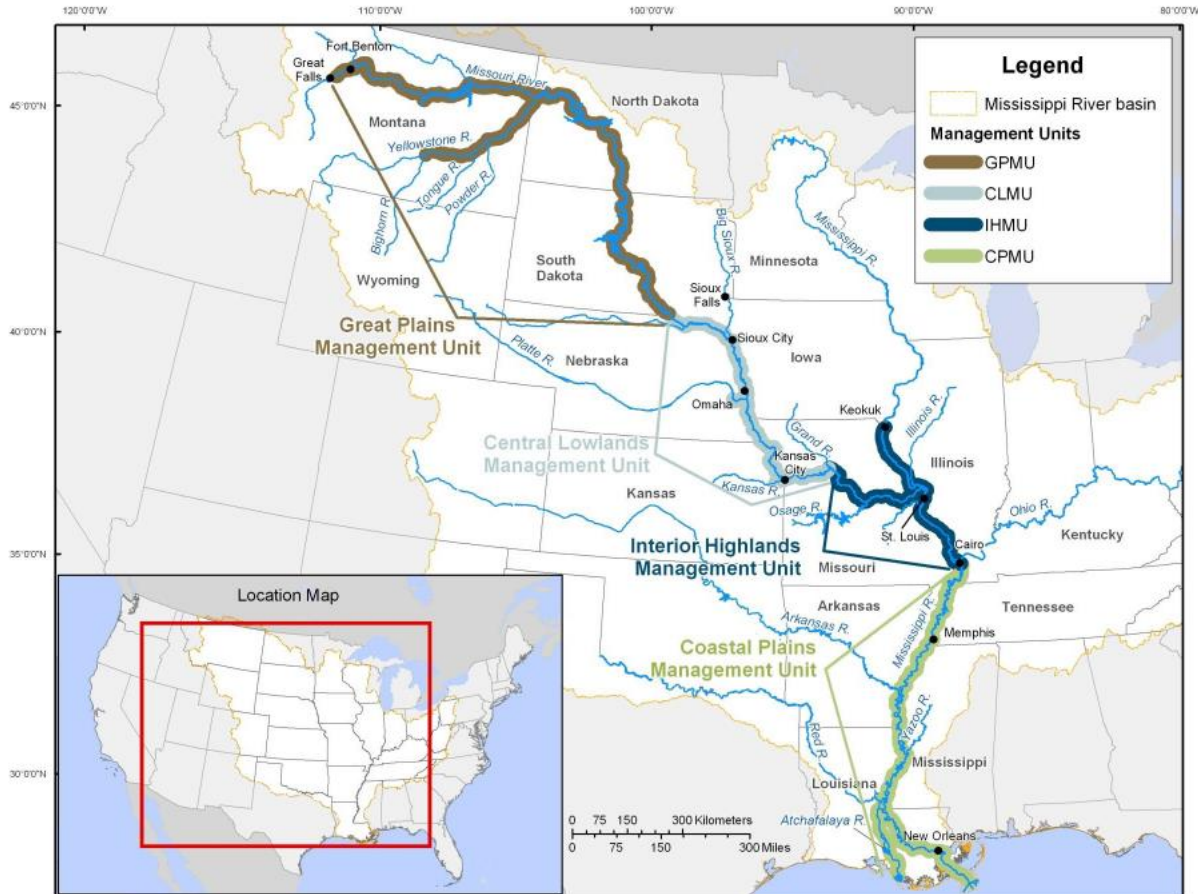 120°0'0"W
110°0'0"W
100°0'0"W
90°0'0"W
80°0'0"W
45°0'0"N
40°0'0"N
35°0'0"N
30°0'0"N
Legend
Mississippi River basin
Management Units
GPMU
CLMU
IHMU
CPMU
Fort Benton
Great
Falls
Missouri River
North Dakota
Montana
Yellowstone R.
Tongue R.
Powder R.
Bighorn R.
Wyoming
South
Dakota
Big Sioux R.
Minnesota
Mississippi R.
Sioux
Falls
Great Plains
Management Unit
Sioux City
Iowa
Nebraska
Platte R.
Omaha
Keokuk
Illinois R.
Grand R.
Central Lowlands
Management Unit
Kansas
City
Illinois
Kansas R.
Kansas
Osage R.
Ohio R.
St. Louis
Cairo
Kentucky
Interior Highlands
Management Unit
Missouri
Arkansas
Tennessee
Arkansas R.
Mississippi R.
Memphis
Coastal Plains
Management Unit
Yazoo R.
Red R.
Mississippi
Louisiana
Atchafalaya R.
New Orleans
0 75 150 300 Kilometers
0 75 150 300 Miles
Location Map